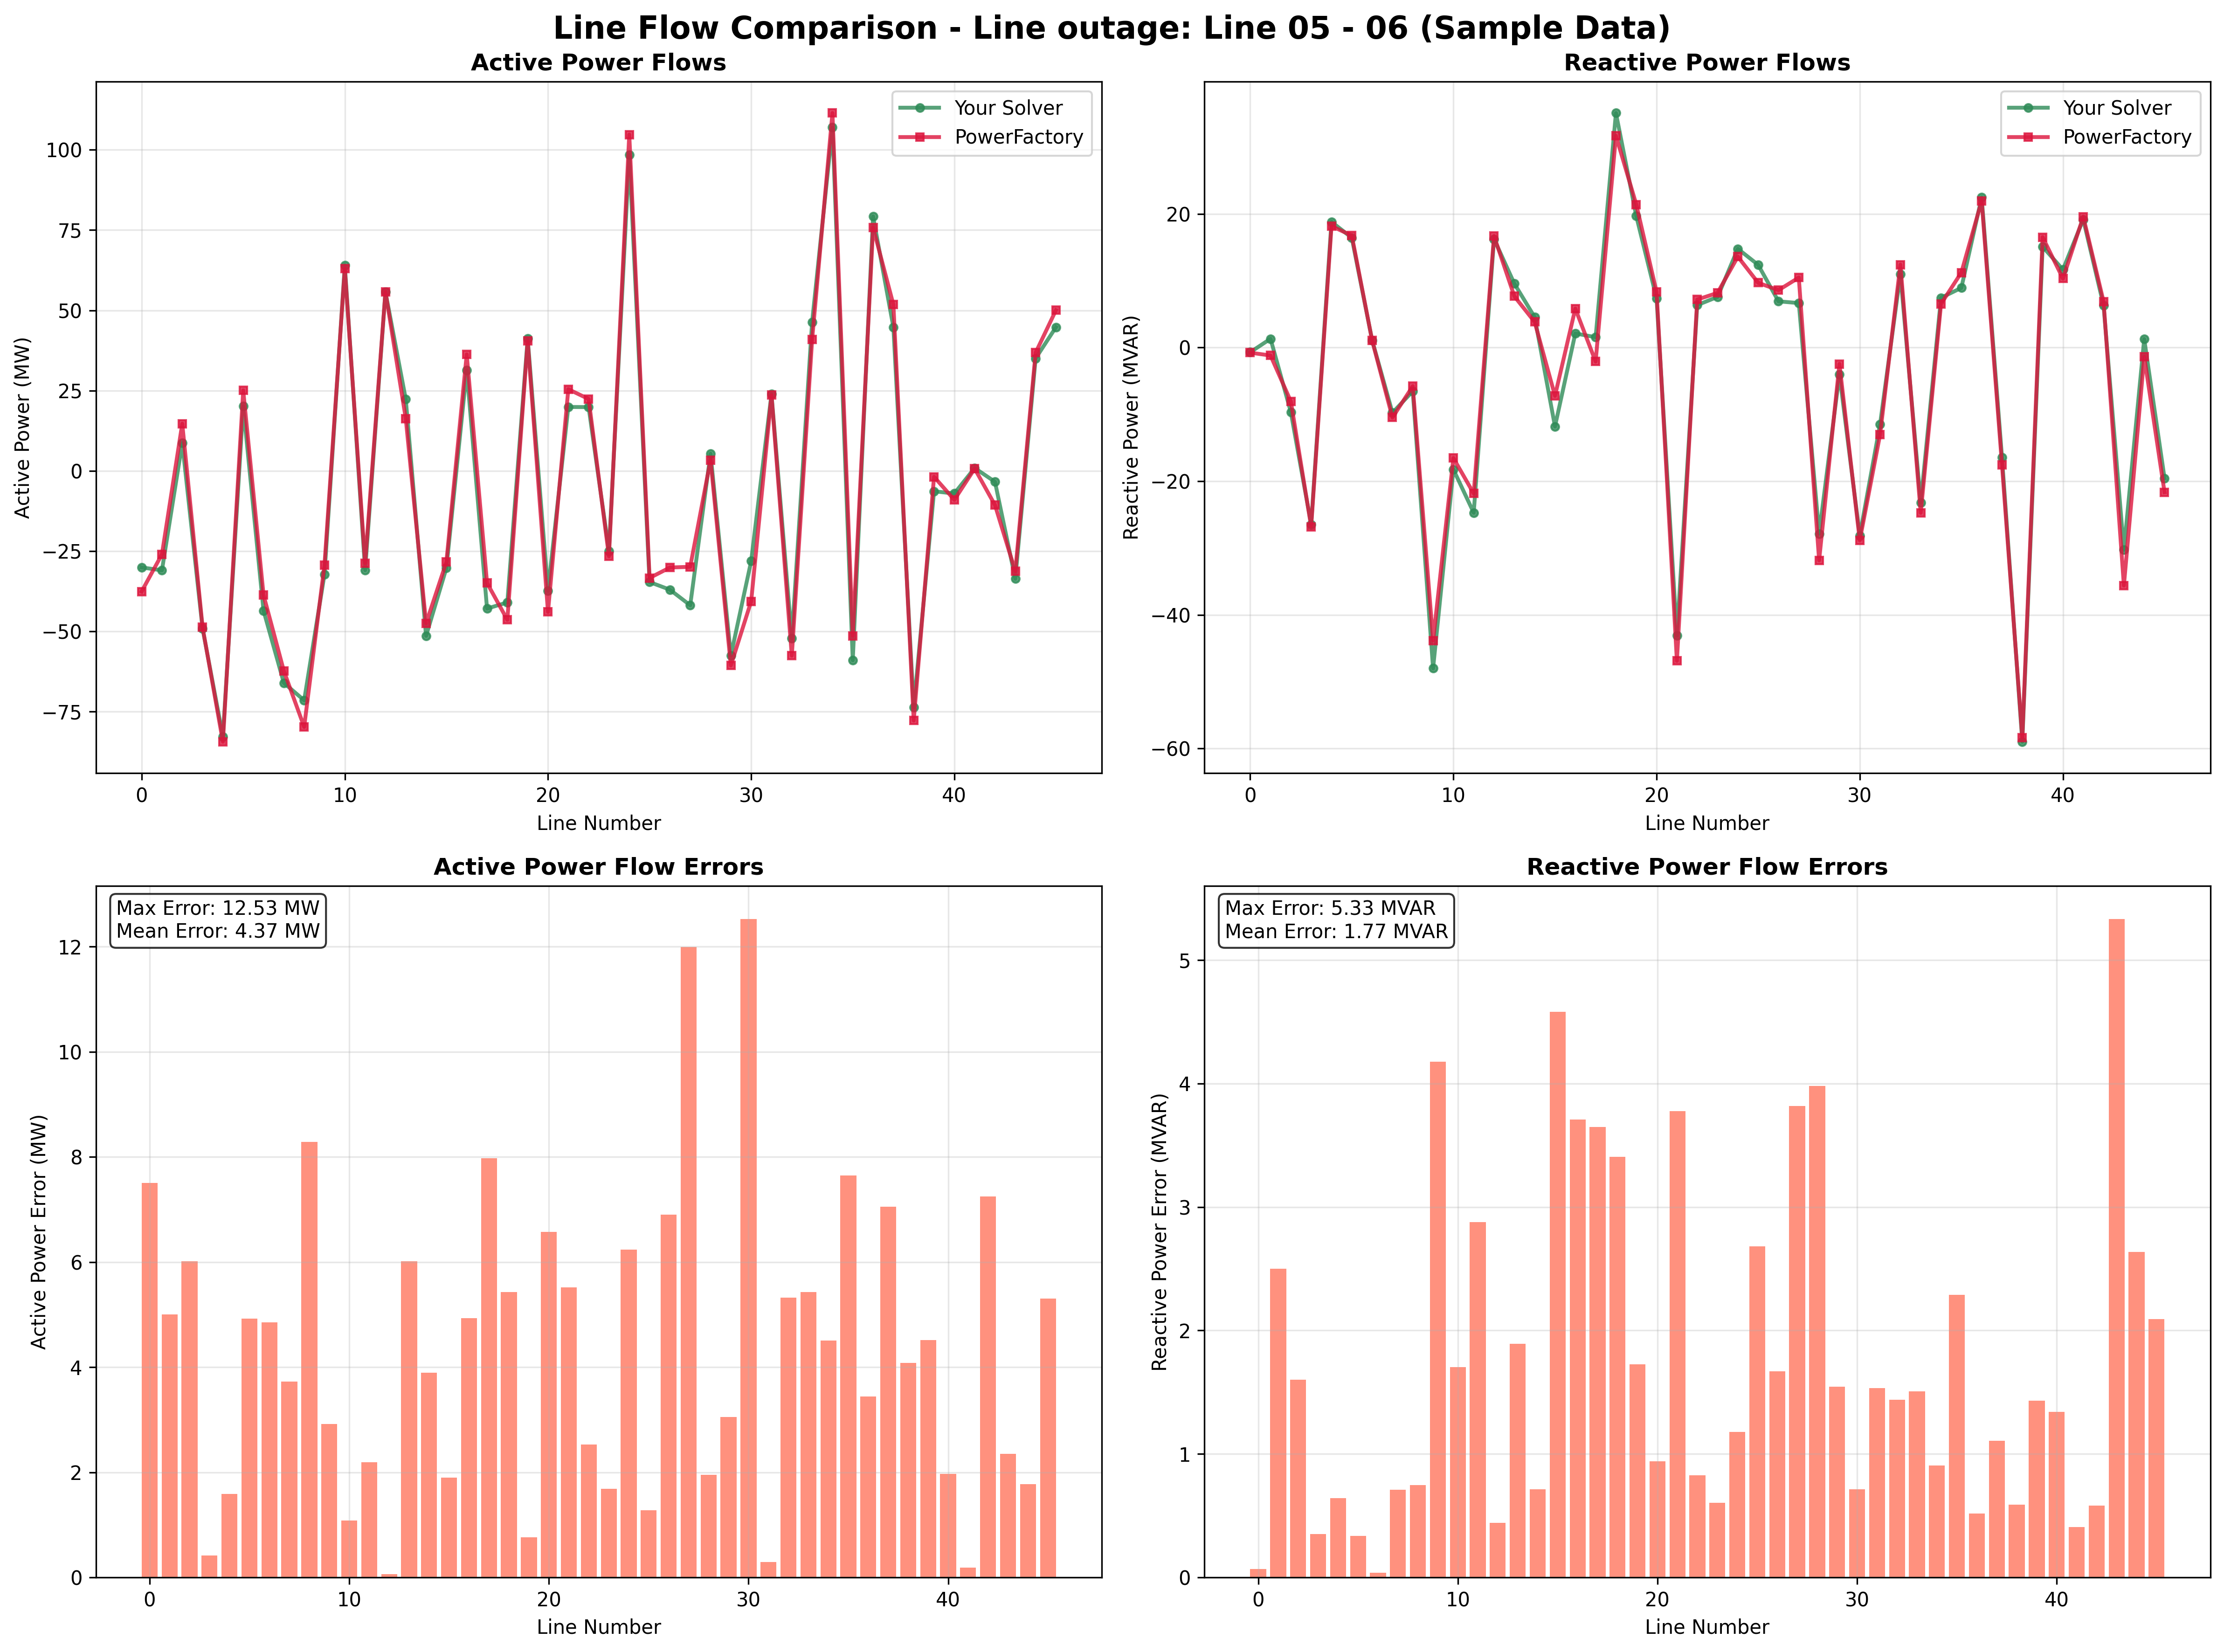 Line Flow Comparison - Line outage: Line 05 - 06 (Sample Data)
Active Power Flows
Your Solver
PowerFactory
100
75
50
25
0
−25
−50
−75
Active Power (MW)
0
10
20
30
40
Line Number
Reactive Power Flows
Your Solver
PowerFactory
20
0
−20
−40
−60
Reactive Power (MVAR)
0
10
20
30
40
Line Number
Active Power Flow Errors
Max Error: 12.53 MW
Mean Error: 4.37 MW
12
10
8
6
4
2
0
Active Power Error (MW)
0
10
20
30
40
Line Number
Reactive Power Flow Errors
Max Error: 5.33 MVAR
Mean Error: 1.77 MVAR
5
4
3
2
1
0
Reactive Power Error (MVAR)
0
10
20
30
40
Line Number